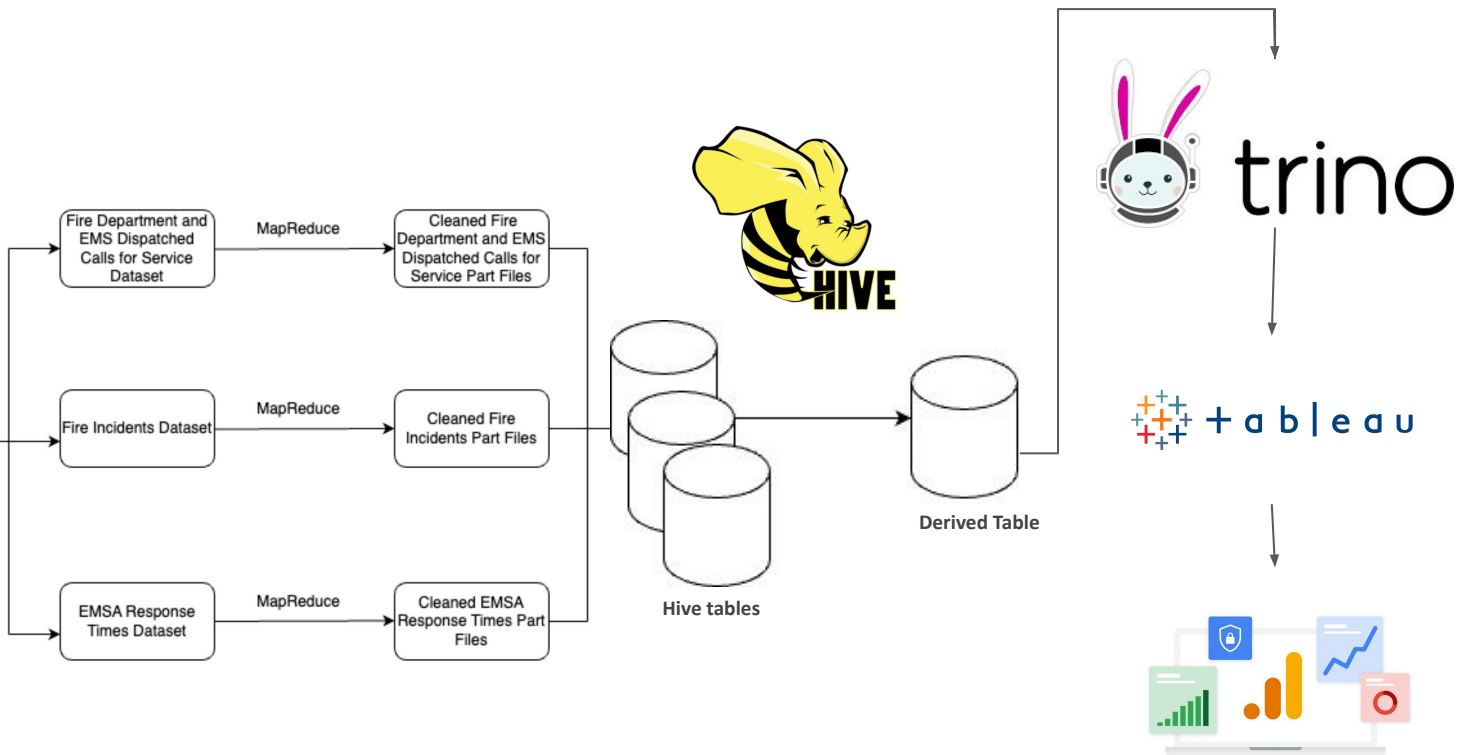 Fire Department and
EMS Dispatched
Calls for Service
Dataset
MapReduce
Cleaned Fire
Department and EMS
Dispatched Calls for
Service Part Files
Fire Incidents Dataset
MapReduce
Cleaned Fire
Incidents Part Files
EMSA Response
Times Dataset
MapReduce
Cleaned EMSA
Response Times Part
Files
HIVE
Hive tables
Derived Table
trino
+ableau